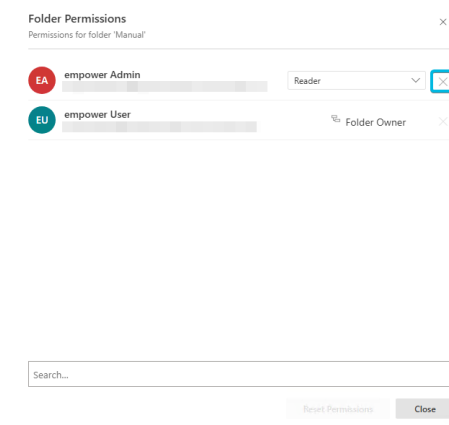 Folder Permissions
Permissions for folder 'Manual'
EA
empower Admin
Reader
EU
empower User
Folder Owner
Search...
Reset Permissions
Close